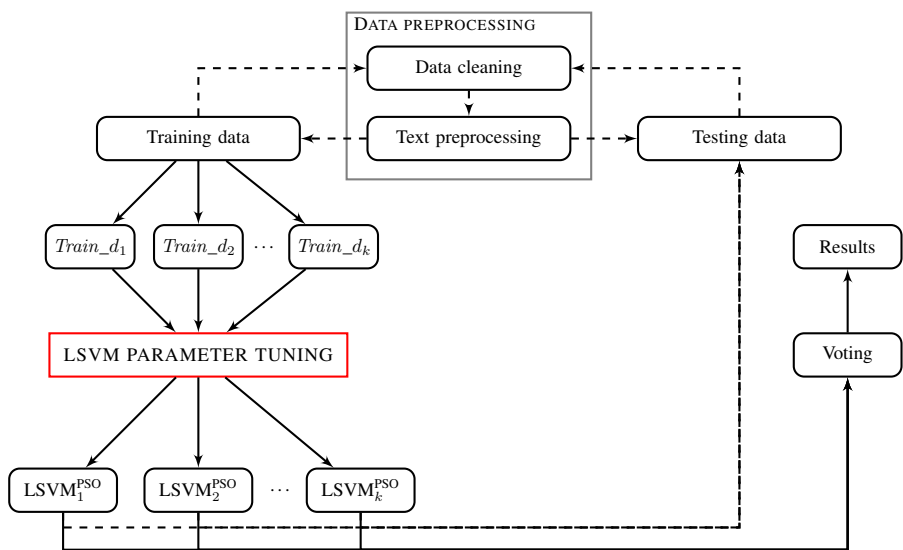 DATA PREPROCESSING
Data cleaning
Training data
Text preprocessing
Testing data
Train_d₁
Train_d₂
···
Train_dₖ
Results
LSVM PARAMETER TUNING
Voting
LSVM₁ᴾˢᴼ
LSVM₂ᴾˢᴼ
···
LSVMₖᴾˢᴼ